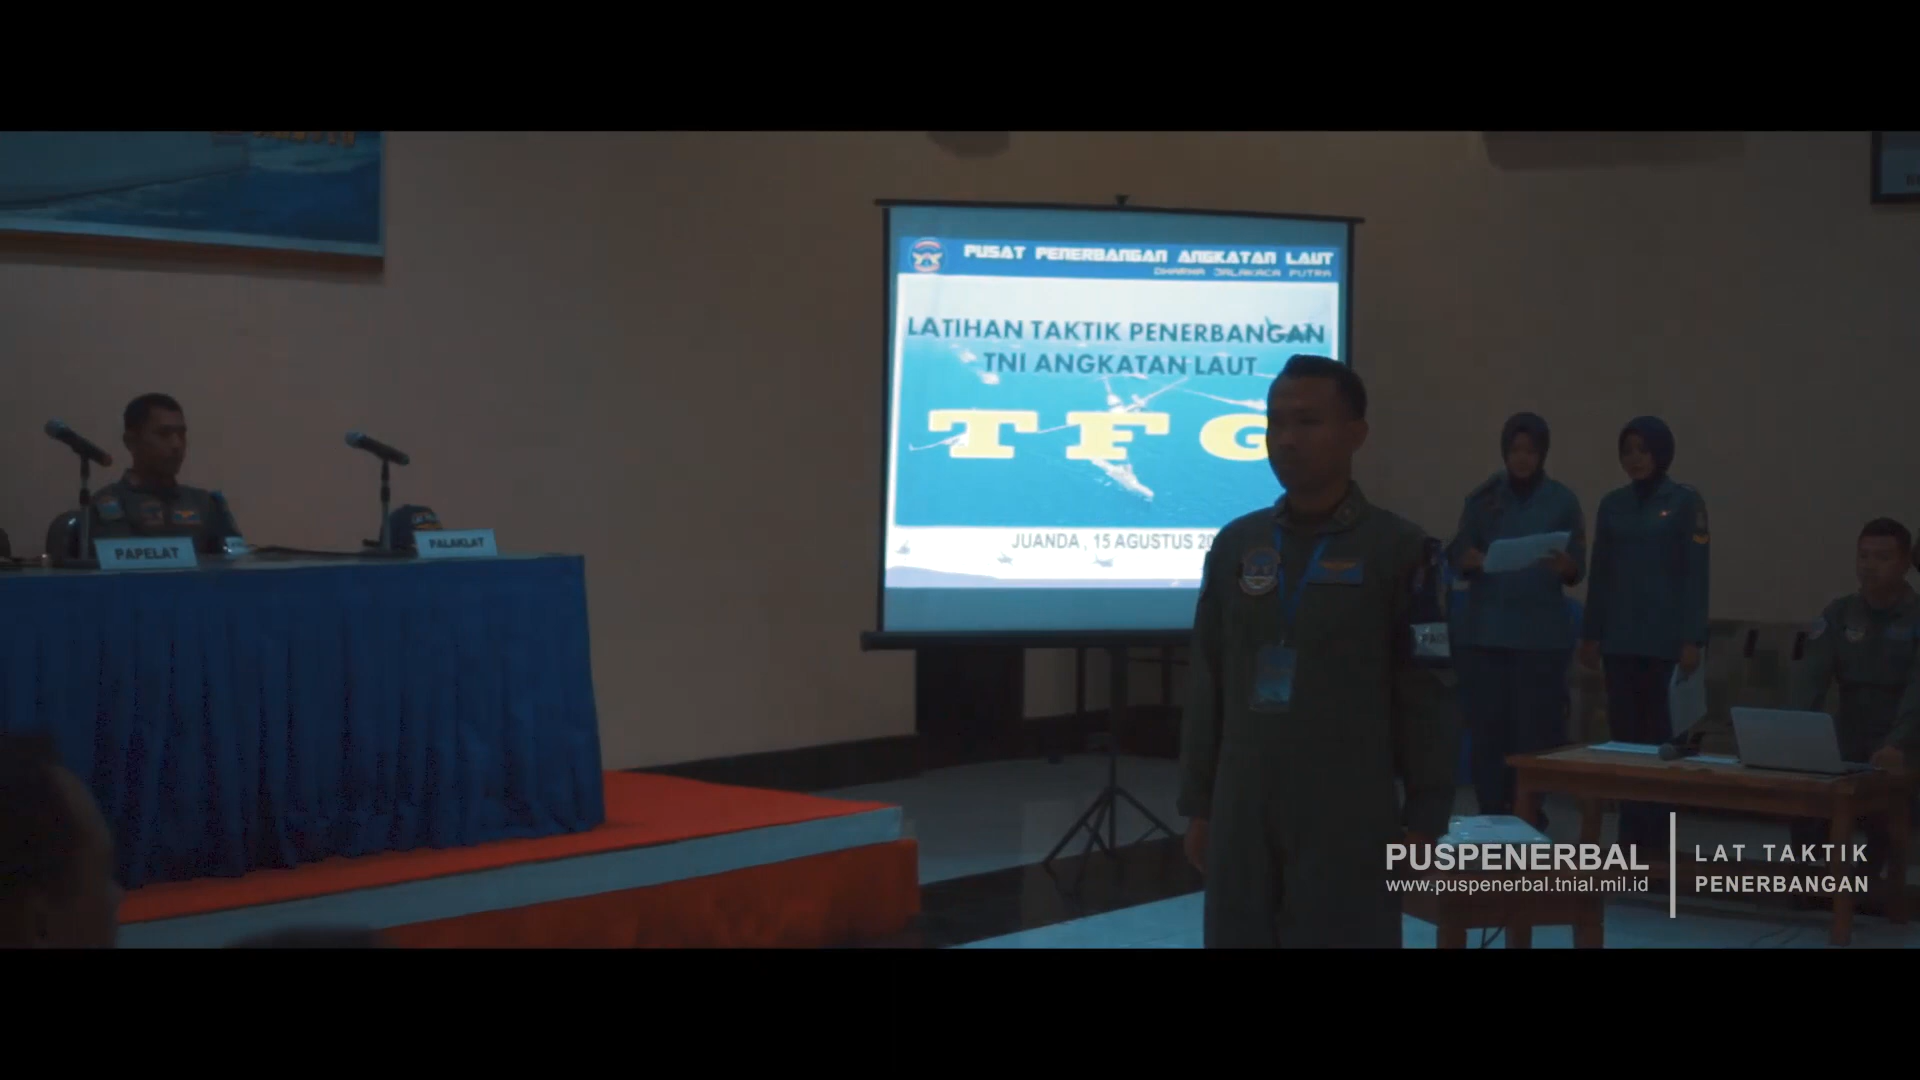 PUSAT PENERBANGAN ANGKATAN LAUT
DHARMA JALAKACA PUTRA
LATIHAN TAKTIK PENERBANGAN
TNI ANGKATAN LAUT
TFG
JUANDA, 15 AGUSTUS
PAPELAT
PALAKLAT
PUSPENERBAL
www.puspenerbal.tnial.mil.id
LAT TAKTIK
PENERBANGAN